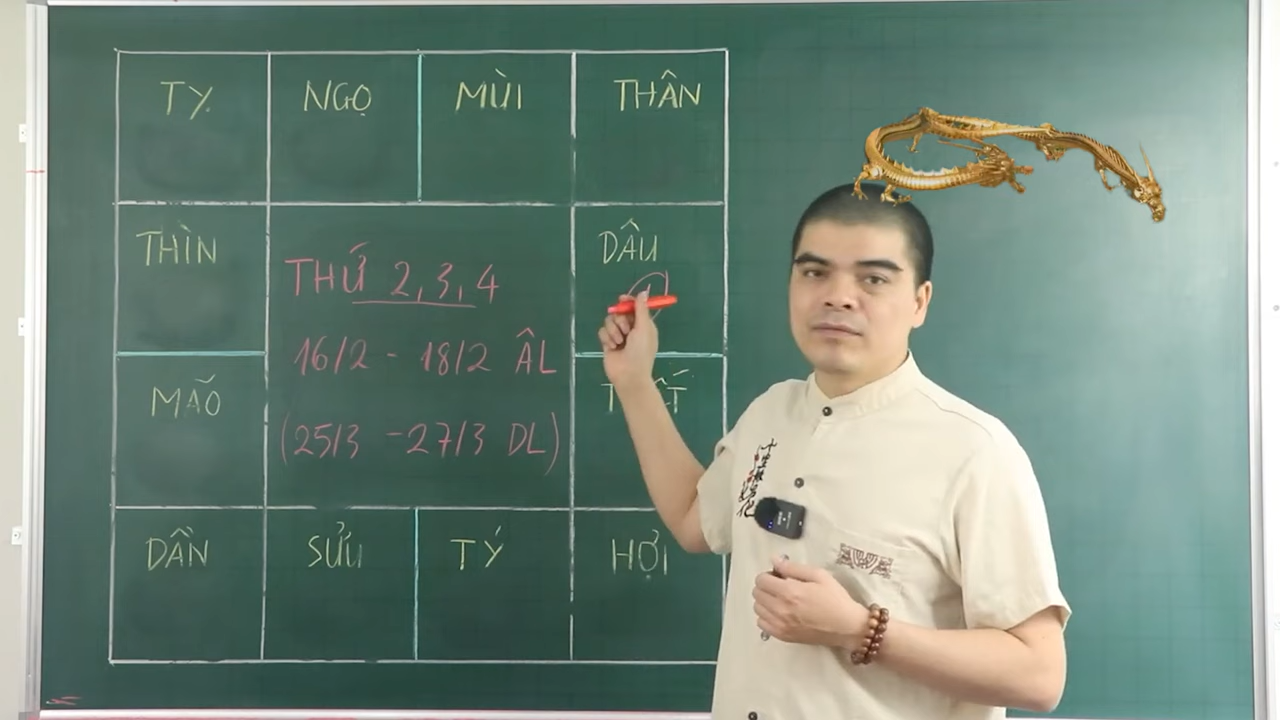 TỴ
NGỌ
MÙI
THÂN
THÌN
DẬU
THỨ 2, 3, 4
16/2 - 18/2 ÂL
(25/3 - 27/3 DL)
MÃO
DẦN
SỬU
TÝ
HỢI